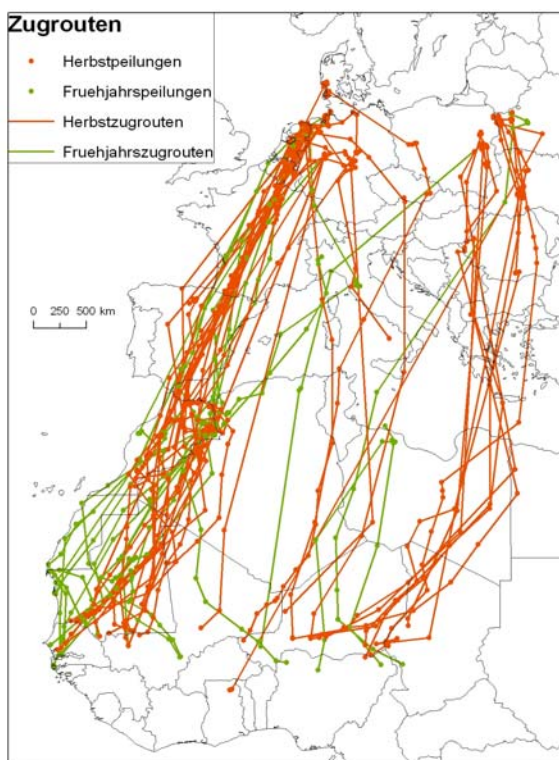 Zugrouten
Herbstpeilungen
Fruehjahrspeilungen
Herbstzugrouten
Fruehjahrszugrouten
0 250 500 km